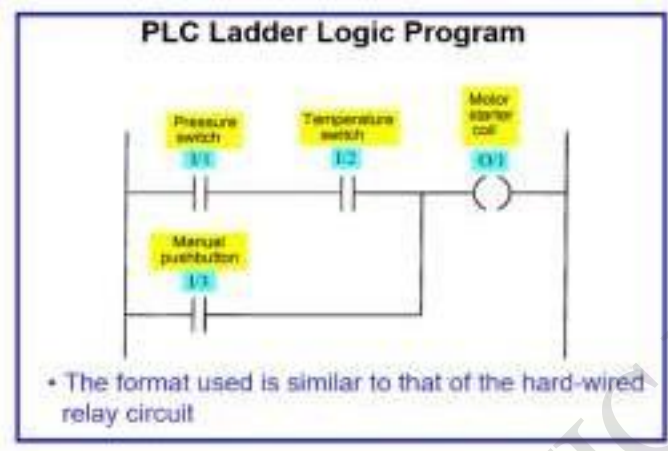 PLC Ladder Logic Program
Motor
starter
coil
Pressure
switch
Temperature
switch
I/1
I/2
O/1
Manual
pushbutton
I/3
• The format used is similar to that of the hard-wired
relay circuit